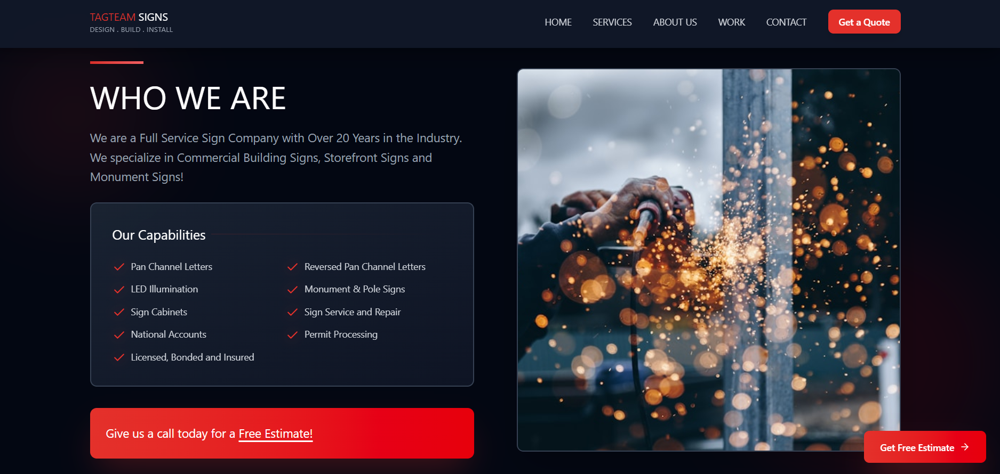 TAGTEAM SIGNS
DESIGN . BUILD . INSTALL
HOME
SERVICES
ABOUT US
WORK
CONTACT
Get a Quote
WHO WE ARE
We are a Full Service Sign Company with Over 20 Years in the Industry.
We specialize in Commercial Building Signs, Storefront Signs and
Monument Signs!
Our Capabilities
Pan Channel Letters
Reversed Pan Channel Letters
LED Illumination
Monument & Pole Signs
Sign Cabinets
Sign Service and Repair
National Accounts
Permit Processing
Licensed, Bonded and Insured
Give us a call today for a Free Estimate!
Get Free Estimate →